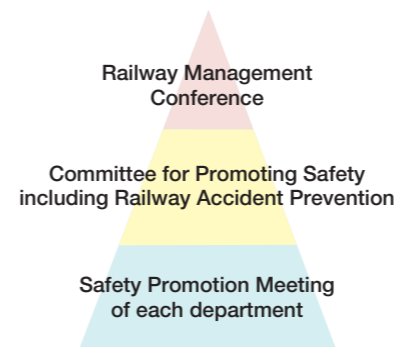 Railway Management
Conference
Committee for Promoting Safety
including Railway Accident Prevention
Safety Promotion Meeting
of each department